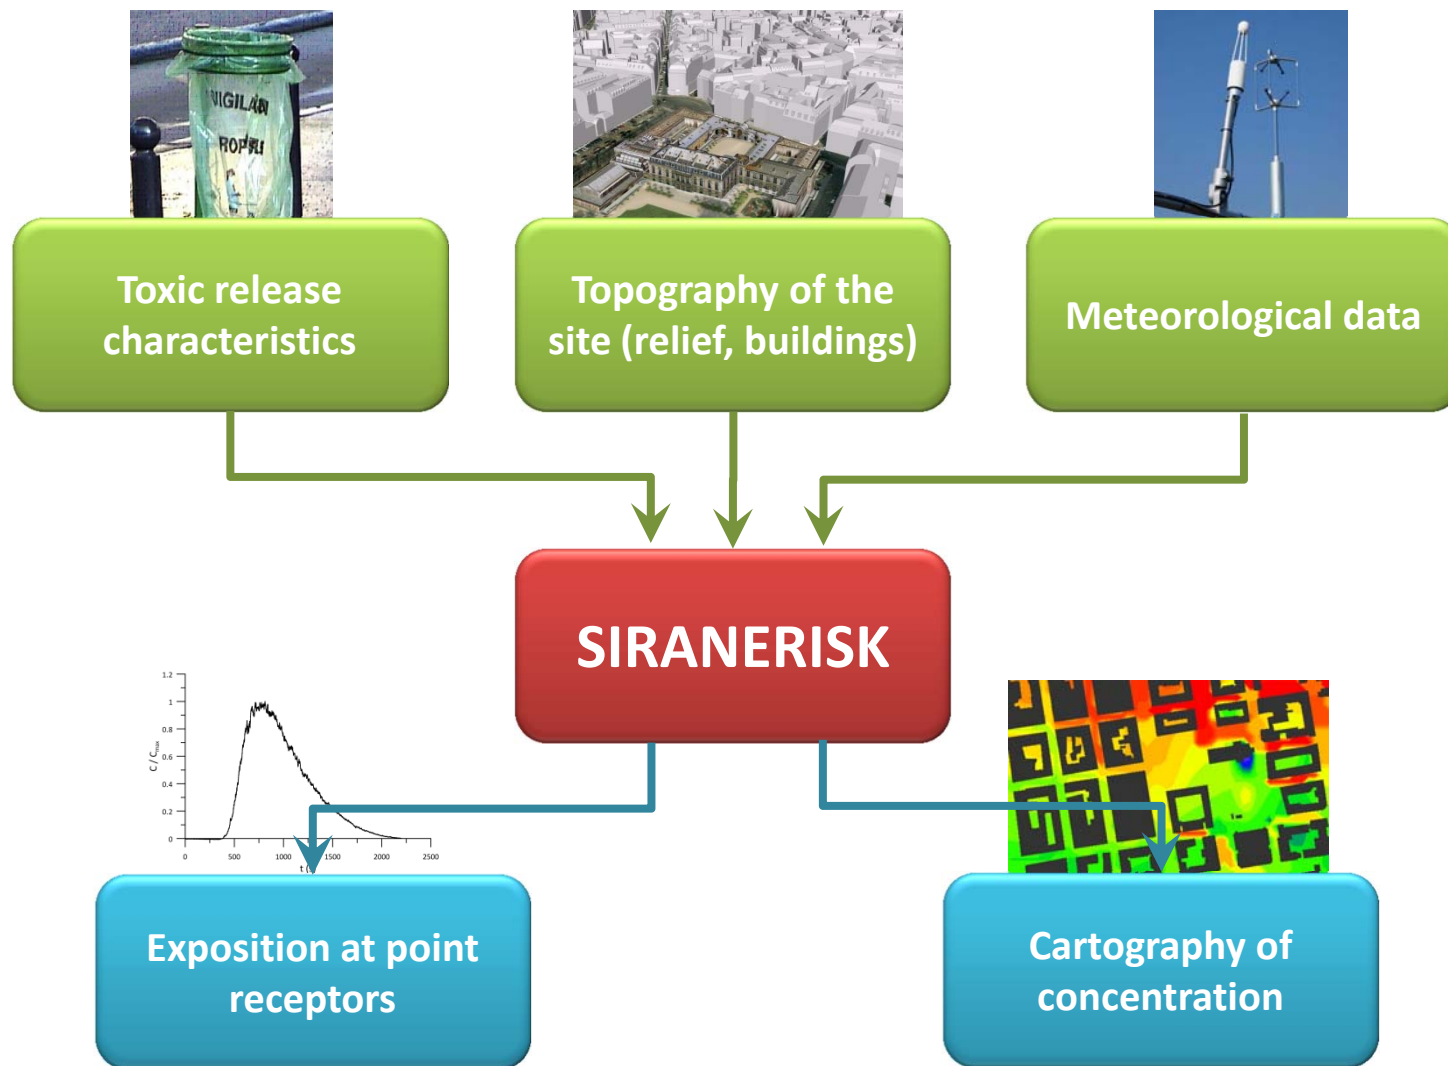 VIGILAN
ROPRLI
Toxic release
characteristics
Topography of the
site (relief, buildings)
Meteorological data
SIRANERISK
1.2
1
0.8
0.6
0.4
0.2
0
C / Cmax
0 500 1000 1500 2000 2500
Exposition at point
receptors
Cartography of
concentration